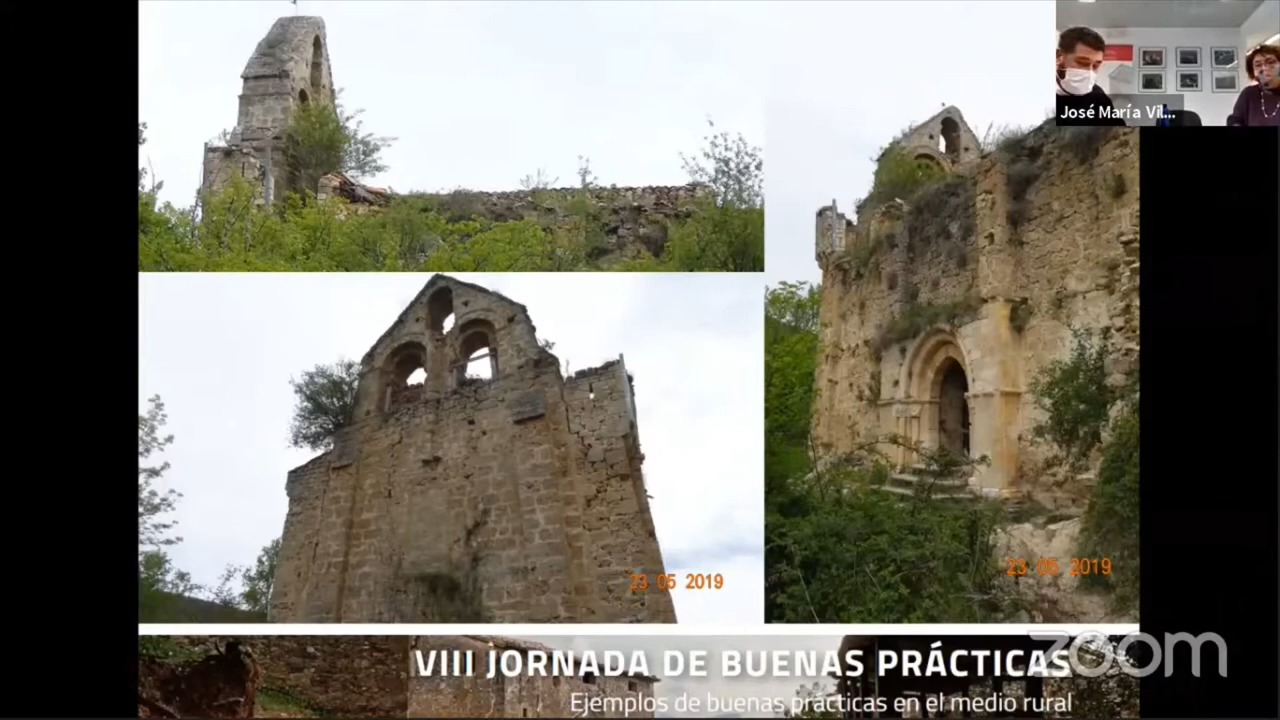 José María Vil...
23 05 2019
23 05 2019
VIII JORNADA DE BUENAS PRÁCTICAS
Ejemplos de buenas prácticas en el medio rural
zoom